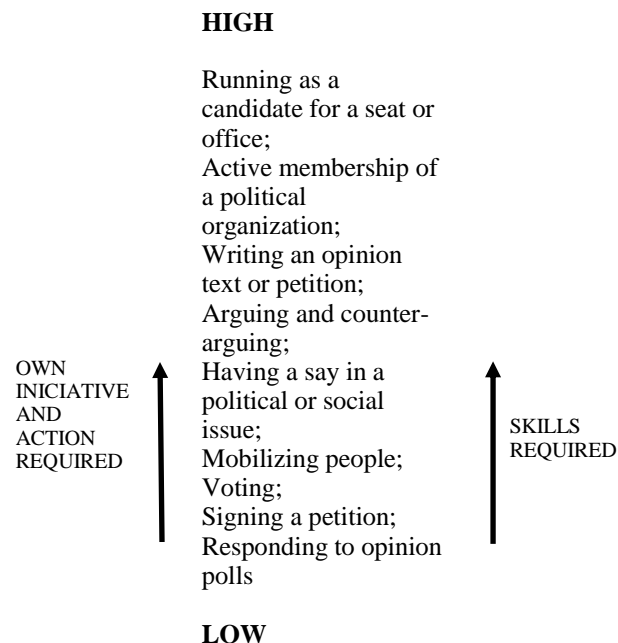 HIGH
Running as a
candidate for a seat or
office;
Active membership of
a political
organization;
Writing an opinion
text or petition;
Arguing and counter-
arguing;
Having a say in a
political or social
issue;
Mobilizing people;
Voting;
Signing a petition;
Responding to opinion
polls
LOW
OWN
INICIATIVE
AND
ACTION
REQUIRED
SKILLS
REQUIRED